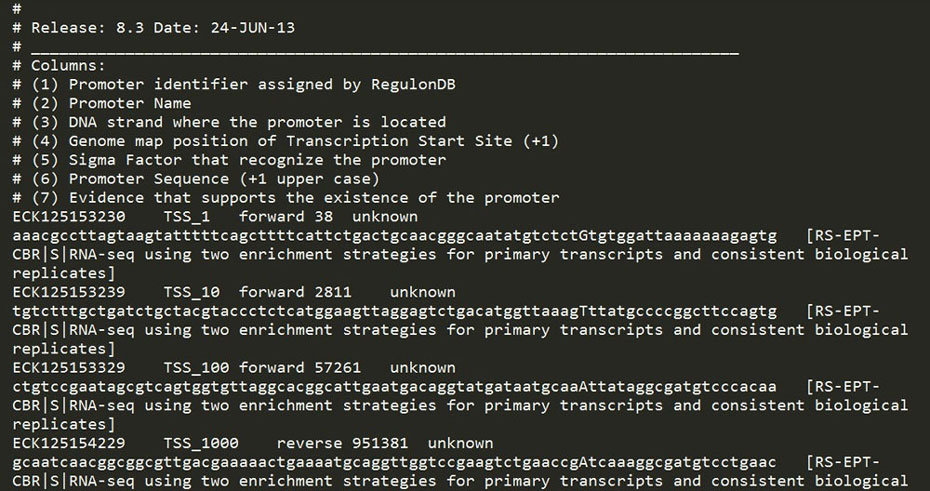 #
# Release: 8.3 Date: 24-JUN-13
# ___________________________________________________________________________
# Columns:
# (1) Promoter identifier assigned by RegulonDB
# (2) Promoter Name
# (3) DNA strand where the promoter is located
# (4) Genome map position of Transcription Start Site (+1)
# (5) Sigma Factor that recognize the promoter
# (6) Promoter Sequence (+1 upper case)
# (7) Evidence that supports the existence of the promoter
ECK125153230    TSS_1   forward 38  unknown
aaacgccttagtaagtatttttcagcttttcattctgactgcaacgggcaatatgtctctGtgtggattaaaaaaagagtg   [RS-EPT-
CBR|S|RNA-seq using two enrichment strategies for primary transcripts and consistent biological
replicates]
ECK125153239    TSS_10  forward 2811    unknown
tgtctttgctgatctgctacgtaccctctcatggaagttaggagtctgacatggttaaagTttatgccccggcttccagtg   [RS-EPT-
CBR|S|RNA-seq using two enrichment strategies for primary transcripts and consistent biological
replicates]
ECK125153329    TSS_100 forward 57261   unknown
ctgtccgaatagcgtcagtggtgttaggcacggcattgaatgacaggtatgataatgcaaAttataggcgatgtcccacaa   [RS-EPT-
CBR|S|RNA-seq using two enrichment strategies for primary transcripts and consistent biological
replicates]
ECK125154229    TSS_1000    reverse 951381  unknown
gcaatcaacggcggcgttgacgaaaaactgaaaatgcaggttggtccgaagtctgaaccgAtcaaaggcgatgtcctgaac   [RS-EPT-
CBR|S|RNA-seq using two enrichment strategies for primary transcripts and consistent biological